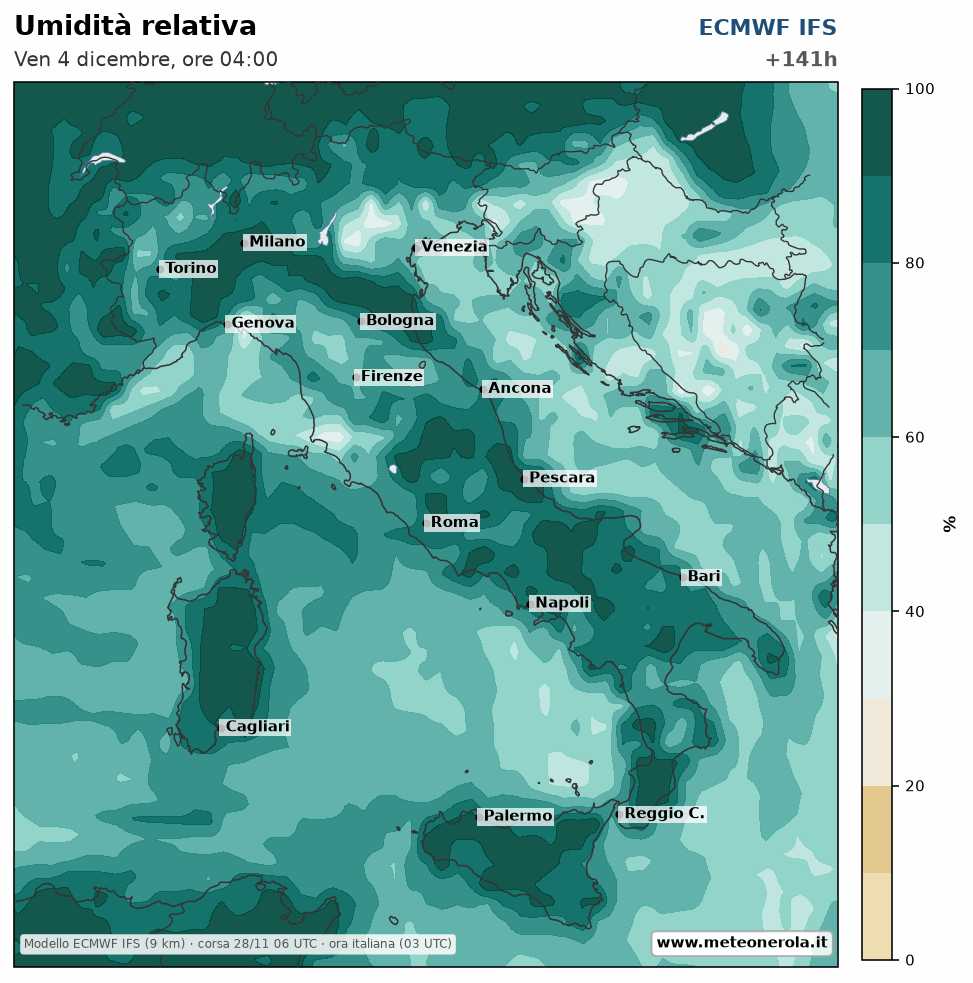 Umidità relativa
ECMWF IFS
Ven 4 dicembre, ore 04:00
+141h
100
80
60
40
20
0
%
Milano
Venezia
Torino
Genova
Bologna
Firenze
Ancona
Pescara
Roma
Bari
Napoli
Cagliari
Palermo
Reggio C.
Modello ECMWF IFS (9 km) · corsa 28/11 06 UTC · ora italiana (03 UTC)
www.meteonerola.it